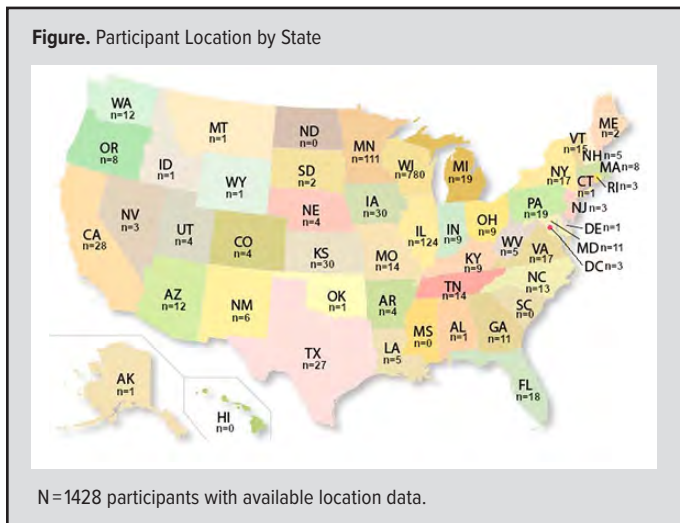 Figure. Participant Location by State
WA
n=12
MT
n=1
ND
n=0
MN
n=111
WI
n=780
MI
n=19
VT
n=15
ME
n=2
NH n=5
MA n=8
OR
n=8
ID
n=1
WY
n=1
SD
n=2
IA
n=30
NY
n=17
CT
n=1
RI n=3
NE
n=4
PA
n=19
NJ n=3
NV
n=3
UT
n=4
CO
n=4
KS
n=30
MO
n=14
IL
n=124
IN
n=9
OH
n=9
WV
n=5
VA
n=17
DE n=1
MD n=11
DC n=3
CA
n=28
KY
n=9
NC
n=13
AZ
n=12
NM
n=6
OK
n=1
AR
n=4
TN
n=14
SC
n=0
MS
n=0
AL
n=1
GA
n=11
TX
n=27
LA
n=5
FL
n=18
AK
n=1
HI
n=0
N=1428 participants with available location data.